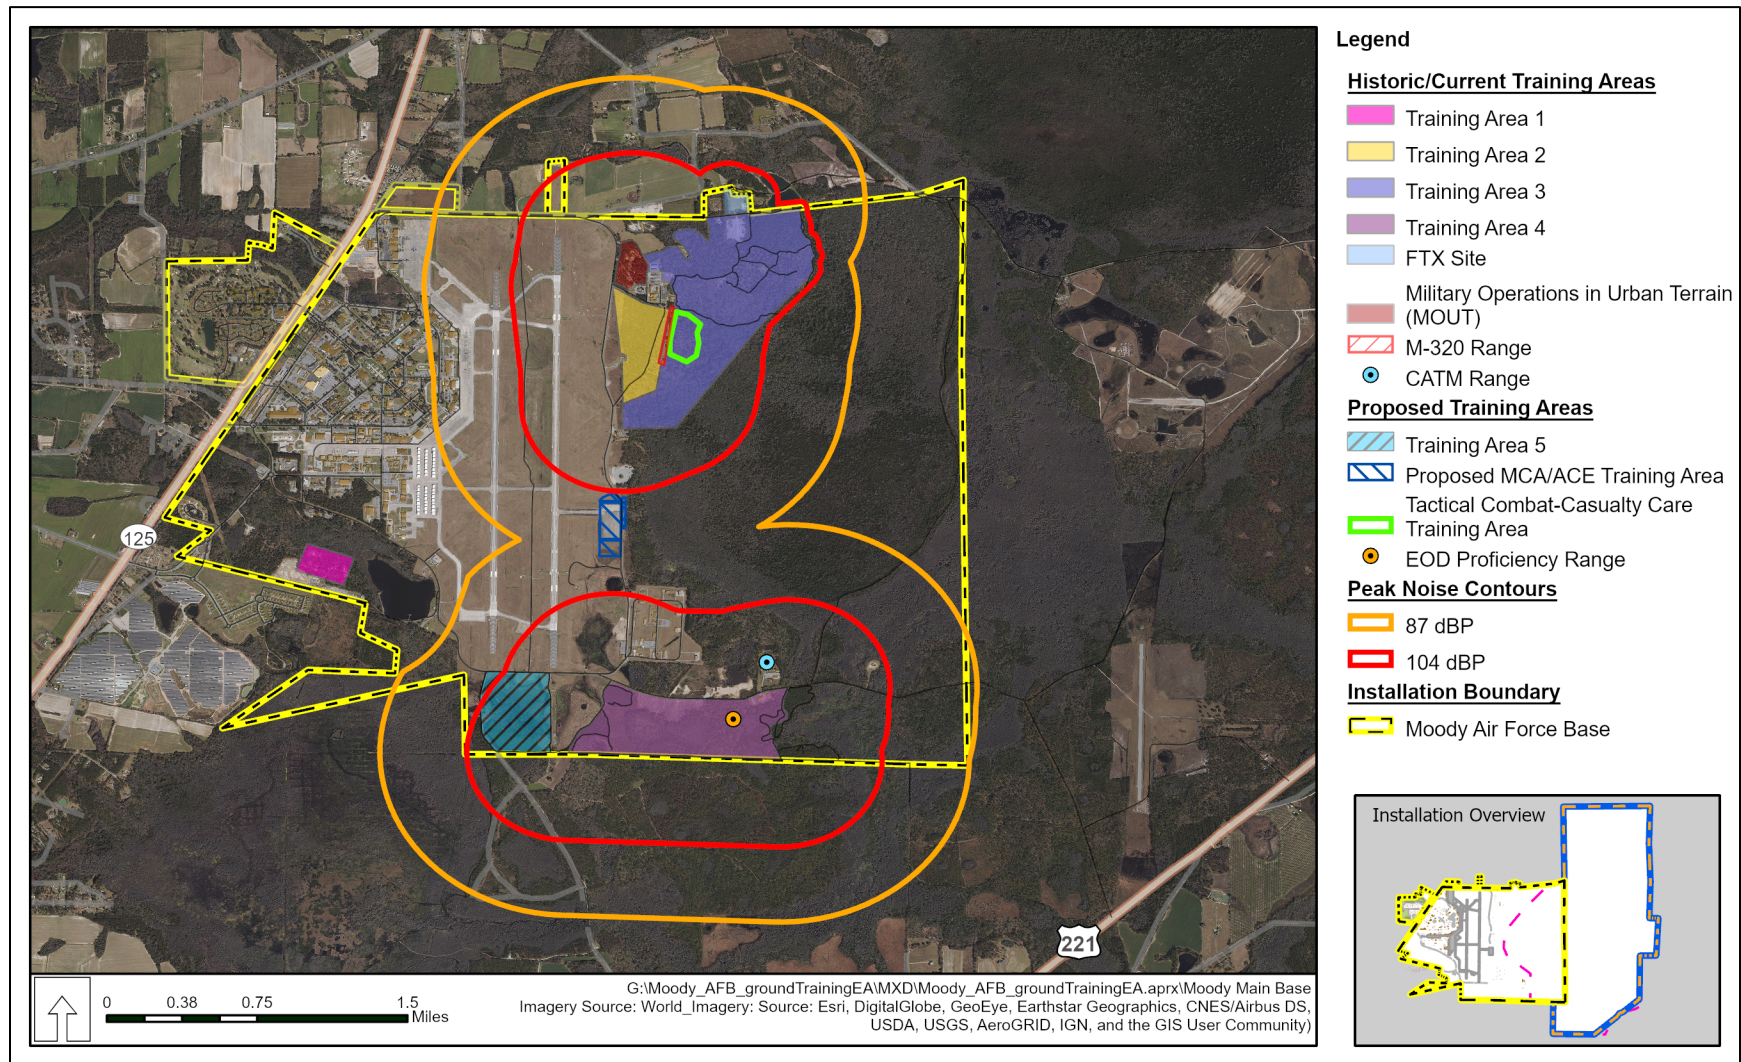 125
221
0
0.38
0.75
1.5
Miles
G:\Moody_AFB_groundTrainingEA\MXD\Moody_AFB_groundTrainingEA.aprx\Moody Main Base
Imagery Source: World_Imagery: Source: Esri, DigitalGlobe, GeoEye, Earthstar Geographics, CNES/Airbus DS,
USDA, USGS, AeroGRID, IGN, and the GIS User Community)
Legend
Historic/Current Training Areas
Training Area 1
Training Area 2
Training Area 3
Training Area 4
FTX Site
Military Operations in Urban Terrain
(MOUT)
M-320 Range
CATM Range
Proposed Training Areas
Training Area 5
Proposed MCA/ACE Training Area
Tactical Combat-Casualty Care
Training Area
EOD Proficiency Range
Peak Noise Contours
87 dBP
104 dBP
Installation Boundary
Moody Air Force Base
Installation Overview